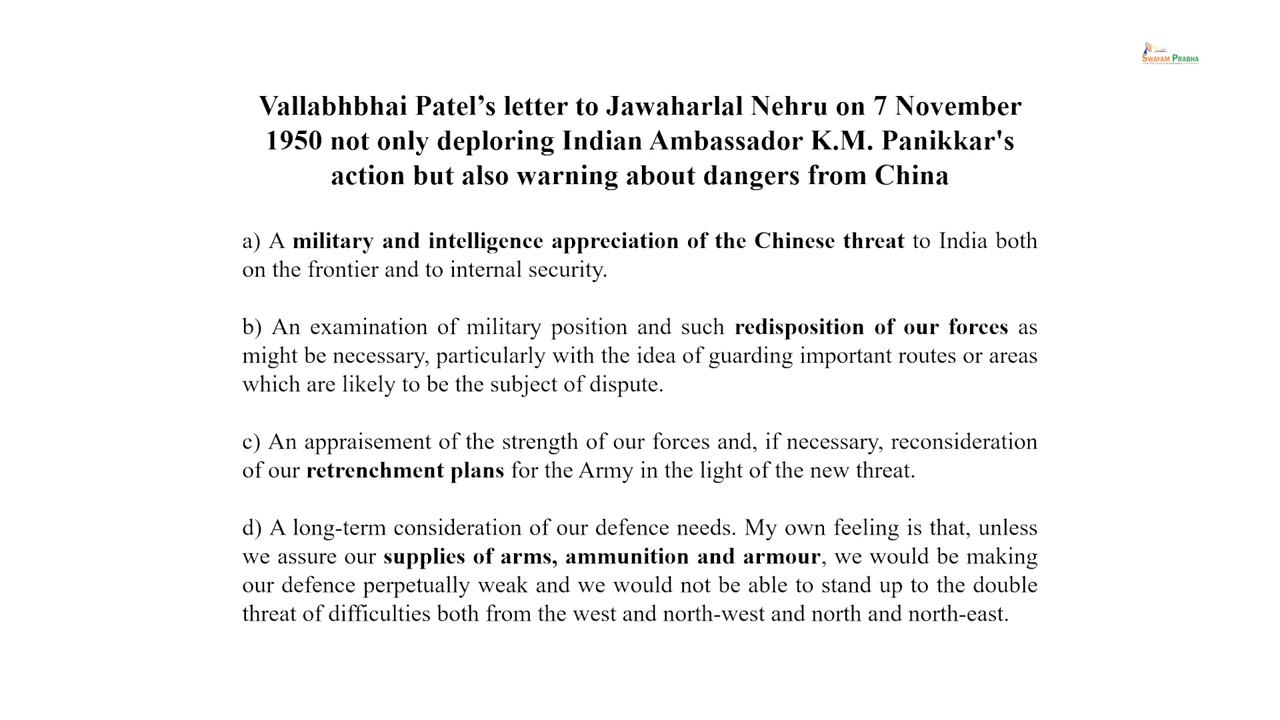 SWAYAM PRABHA
Vallabhbhai Patel’s letter to Jawaharlal Nehru on 7 November
1950 not only deploring Indian Ambassador K.M. Panikkar's
action but also warning about dangers from China
a) A military and intelligence appreciation of the Chinese threat to India both
on the frontier and to internal security.
b) An examination of military position and such redisposition of our forces as
might be necessary, particularly with the idea of guarding important routes or areas
which are likely to be the subject of dispute.
c) An appraisement of the strength of our forces and, if necessary, reconsideration
of our retrenchment plans for the Army in the light of the new threat.
d) A long-term consideration of our defence needs. My own feeling is that, unless
we assure our supplies of arms, ammunition and armour, we would be making
our defence perpetually weak and we would not be able to stand up to the double
threat of difficulties both from the west and north-west and north and north-east.